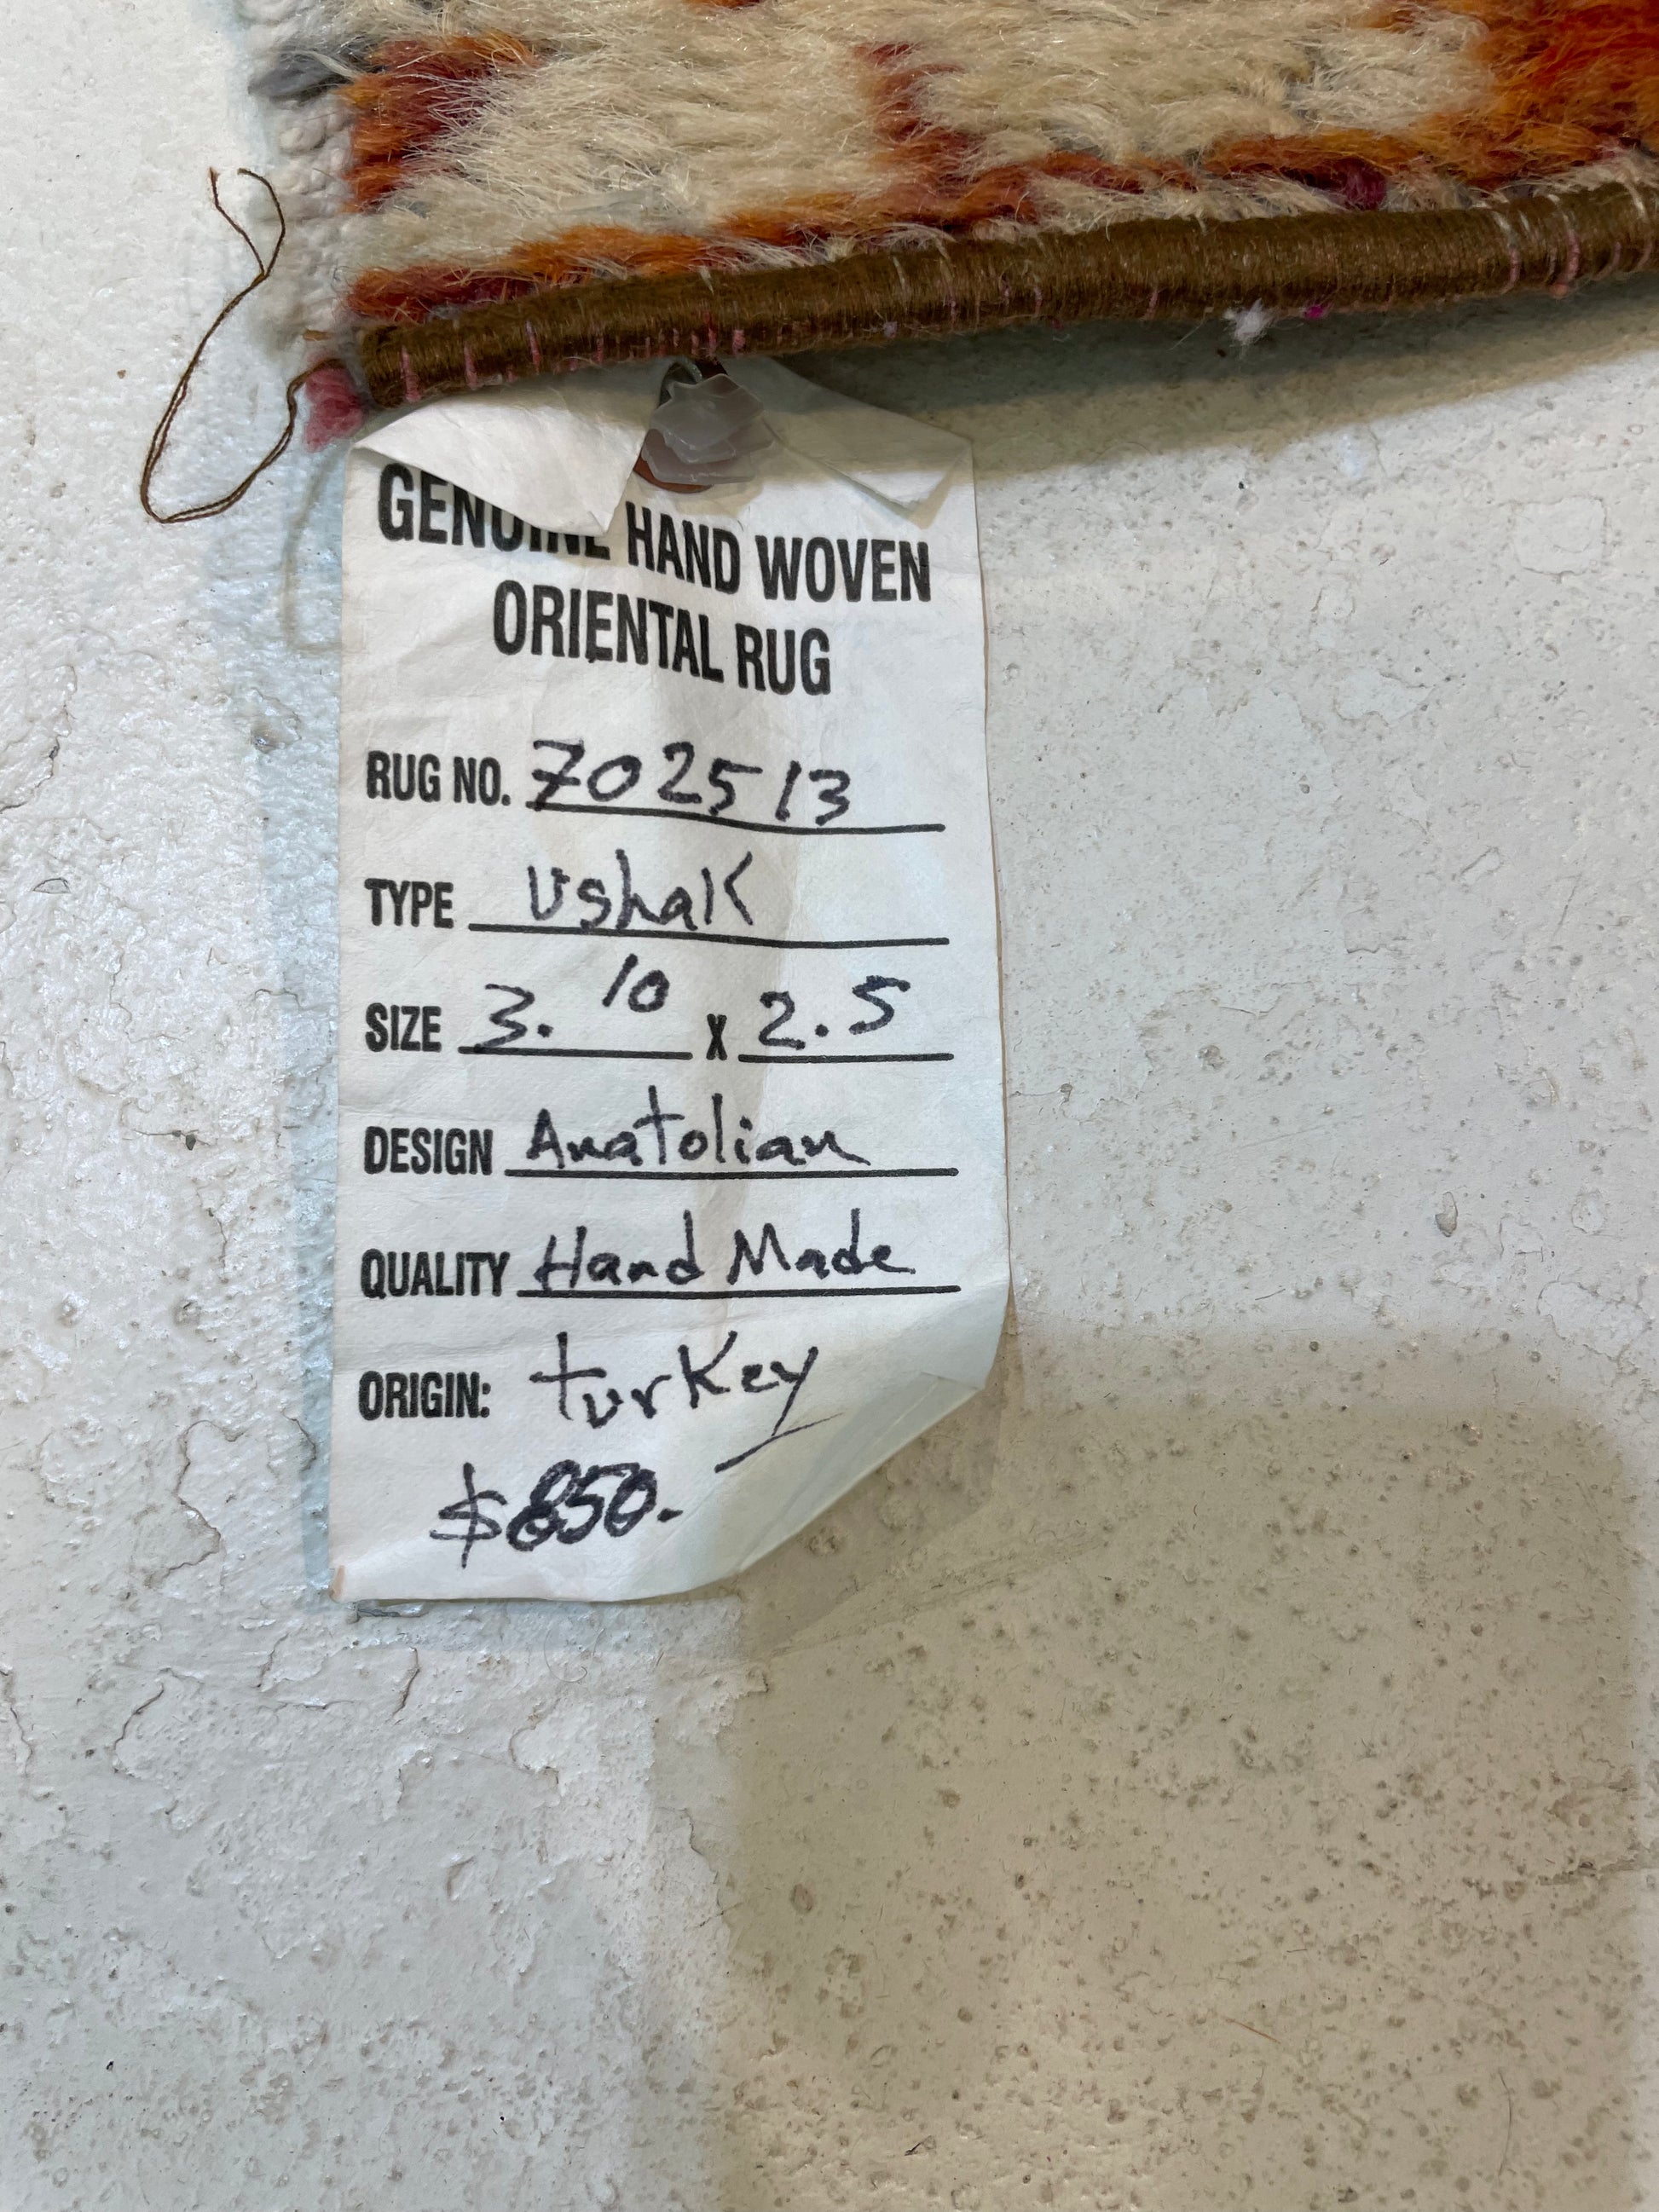 GENUINE HAND WOVEN
ORIENTAL RUG
RUG NO. Z02513
TYPE Ushak
SIZE 3.10 x 2.5
DESIGN Anatolian
QUALITY Hand Made
ORIGIN: turkey
$850.